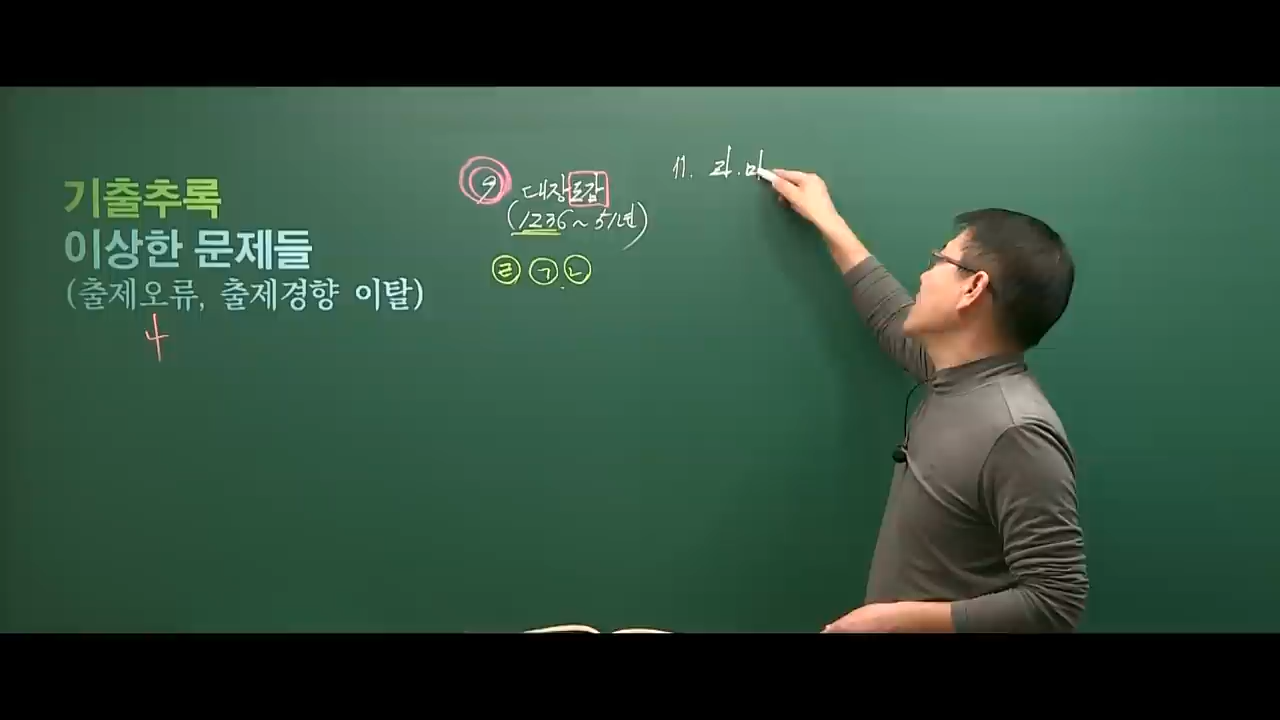 기출추록
이상한 문제들
(출제오류, 출제경향 이탈)
4
9 대장도감
(1236~51년)
ㄹ ㄱ ㄴ
11. 라.마